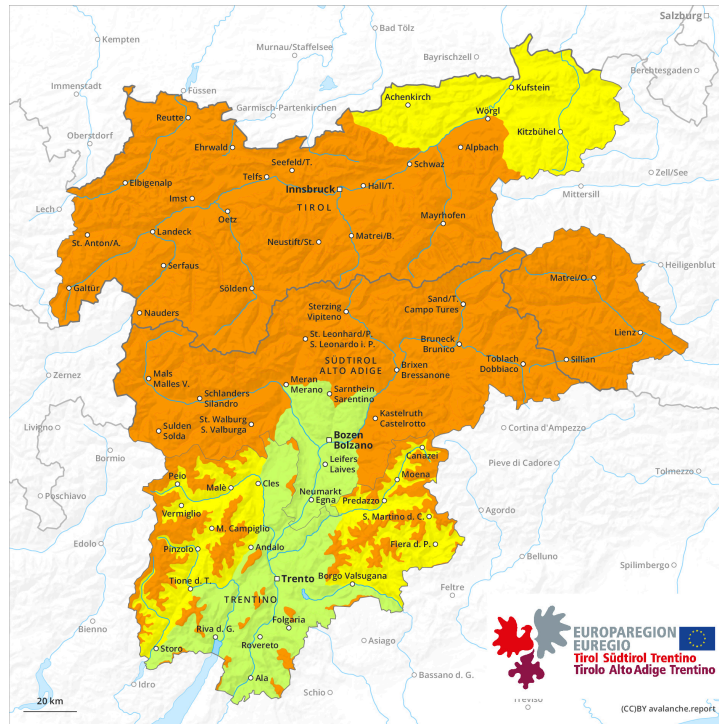 Salzburg
Bad Tölz
Kempten
Murnau/Staffelsee
Bayrischzell
Berchtesgaden
Immenstadt
Füssen
Achenkirch
Kufstein
Garmisch-Partenkirchen
Reutte
Wörgl
Kitzbühel
Oberstdorf
Ehrwald
Alpbach
Seefeld/T.
Schwaz
Zell/See
Telfs
Elbigenalp
Innsbruck
Hall/T.
Mittersill
Imst
TIROL
Lech
Oetz
Mayrhofen
Landeck
St. Anton/A.
Neustift/St.
Matrei/B.
Serfaus
Heiligenblut
Matrei/O.
Galtür
Sölden
Nauders
Sterzing
Vipiteno
Sand/T.
Campo Tures
St. Leonhard/P.
S. Leonardo i. P.
Lienz
Bruneck
Brunico
SÜDTIROL
ALTO ADIGE
Toblach
Dobbiaco
Sillian
Zernez
Mals
Malles V.
Brixen
Bressanone
Meran
Merano
Sarnthein
Sarentino
Schlanders
Silandro
St. Walburg
S. Valburga
Kastelruth
Castelrotto
Livigno
Sulden
Solda
Cortina d'Ampezzo
Bozen
Bolzano
Bormio
Canazei
Pieve di Cadore
Leifers
Laives
Tolmezzo
Peio
Malè
Cles
Moena
Neumarkt
Egna
Predazzo
Poschiavo
Vermiglio
Agordo
S. Martino d. C.
M. Campiglio
Edolo
Pinzolo
Andalo
Fiera d. P.
Belluno
Spilimbergo
Trento
Borgo Valsugana
Tione d. T.
Feltre
TRENTINO
Bienno
Riva d. G.
Folgaria
Asiago
Storo
Rovereto
Bassano d. G.
Idro
Ala
Schio
Treviso
EUROPAREGION
EUREGIO
Tirol Südtirol Trentino
Tirolo Alto Adige Trentino
20 km
(CC)BY avalanche.report